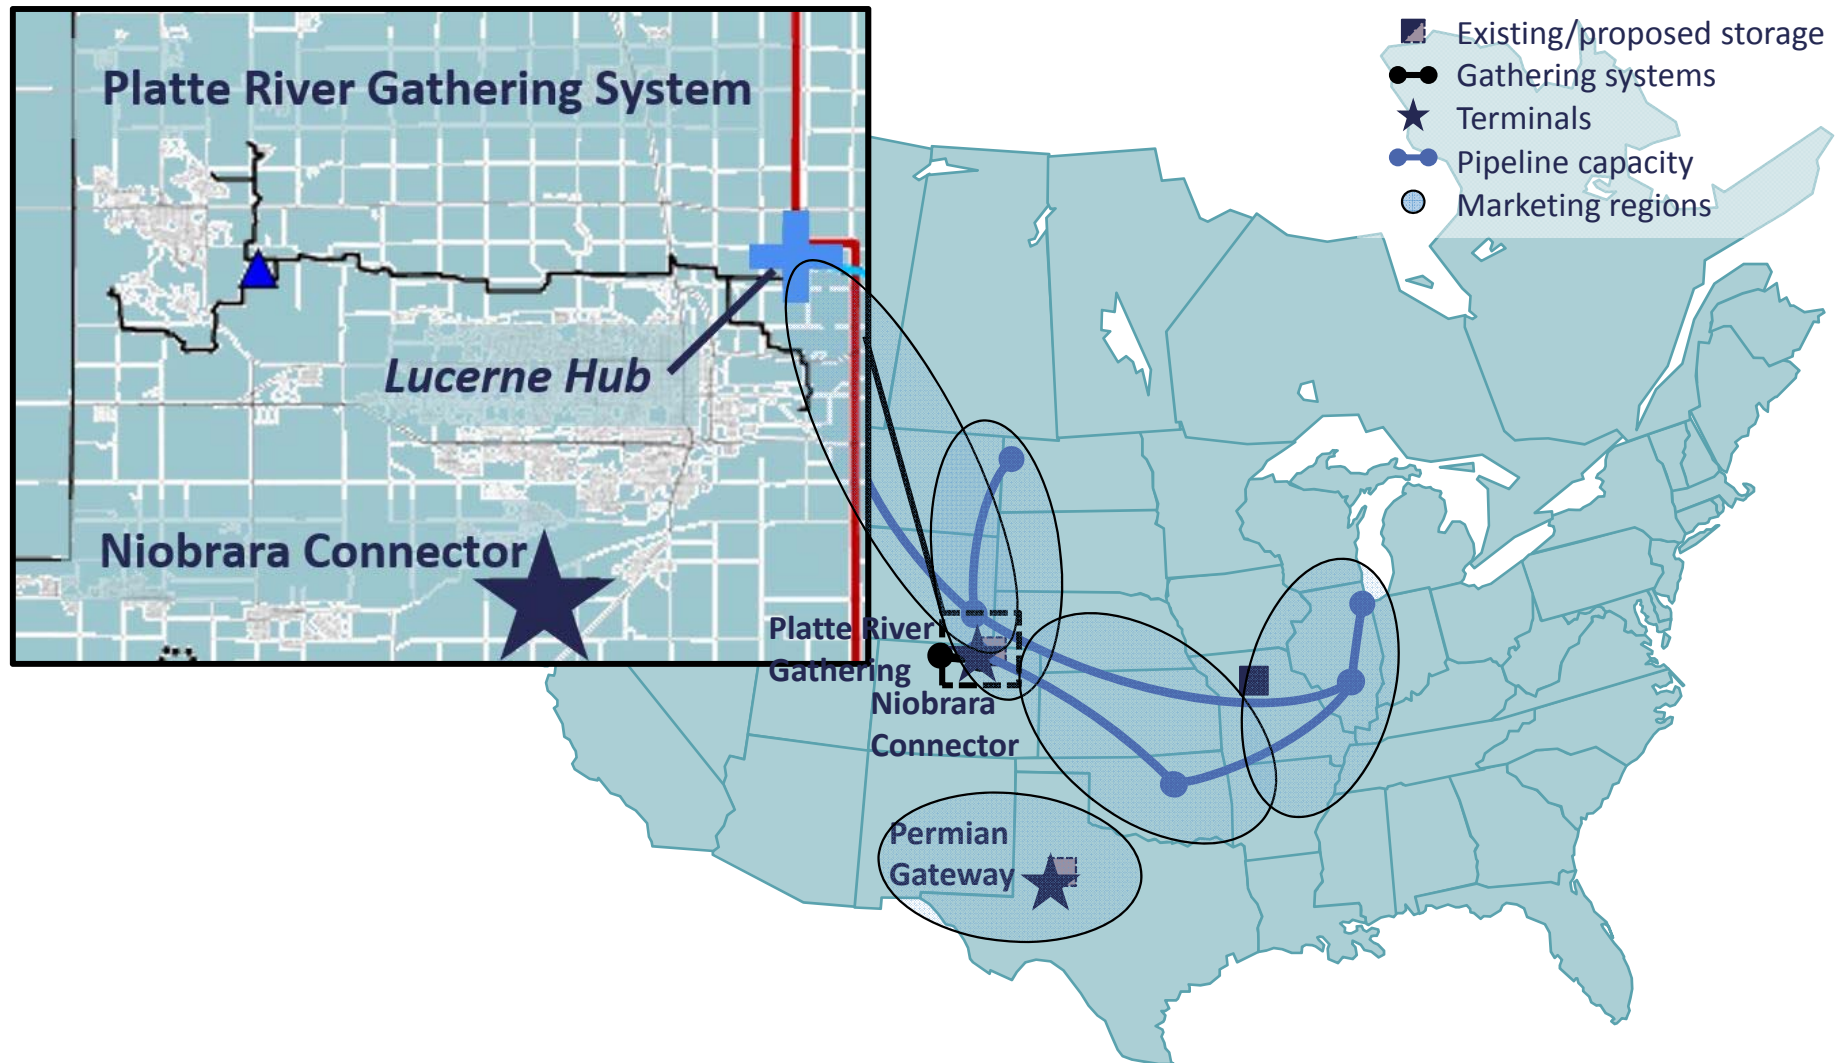 Platte River Gathering System
Lucerne Hub
Niobrara Connector
Existing/proposed storage
Gathering systems
Terminals
Pipeline capacity
Marketing regions
Platte River
Gathering
Niobrara
Connector
Permian
Gateway